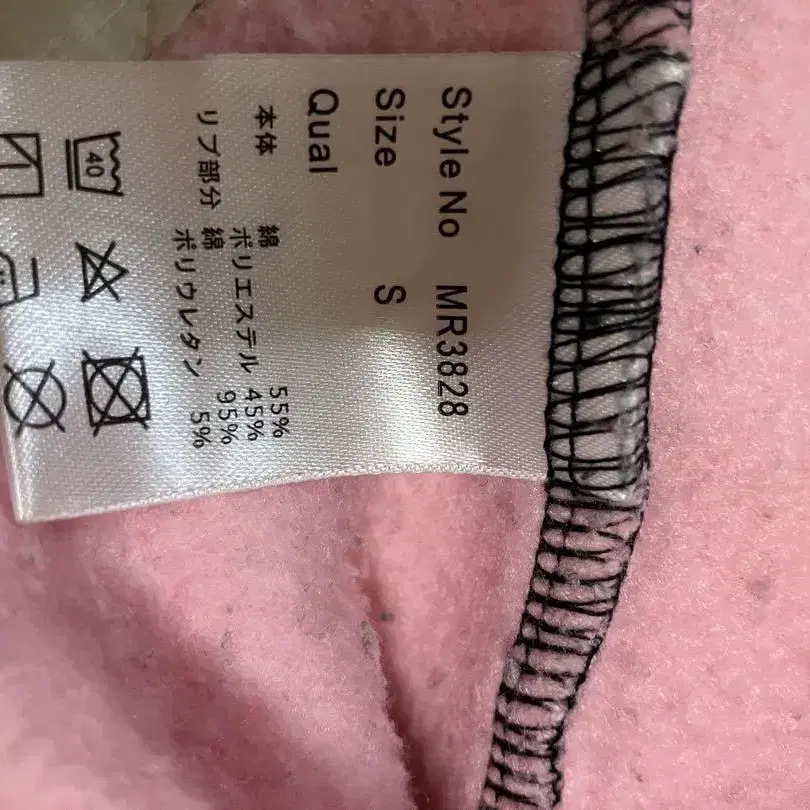 Style No MR3828
Size S
Qual
本体 綿 55%
ポリエステル 45%
リブ部分 綿 95%
ポリウレタン 5%
40